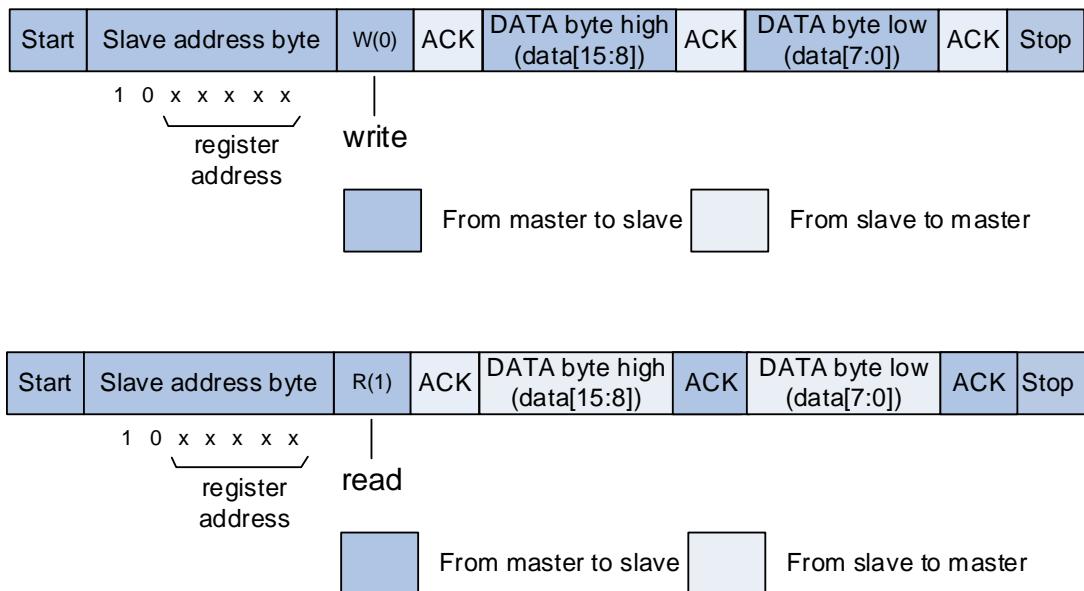 Start Slave address byte W(0) ACK DATA byte high (data[15:8]) ACK DATA byte low (data[7:0]) ACK Stop
1 0 x x x x x
register address
write
From master to slave
From slave to master
Start Slave address byte R(1) ACK DATA byte high (data[15:8]) ACK DATA byte low (data[7:0]) ACK Stop
1 0 x x x x x
register address
read
From master to slave
From slave to master